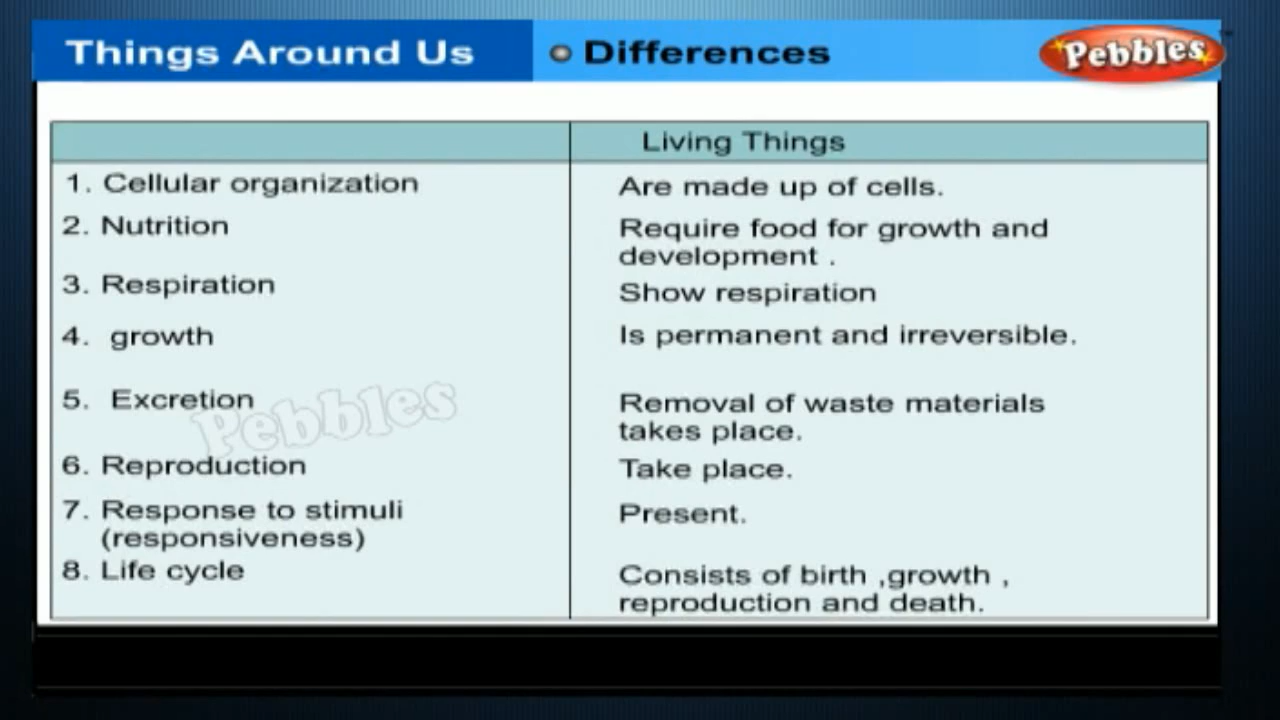 Things Around Us
Differences
Pebbles
Living Things
1. Cellular organization
Are made up of cells.
2. Nutrition
Require food for growth and
development .
3. Respiration
Show respiration
4. growth
Is permanent and irreversible.
5. Excretion
Removal of waste materials
takes place.
Pebbles
6. Reproduction
Take place.
7. Response to stimuli
(responsiveness)
Present.
8. Life cycle
Consists of birth ,growth ,
reproduction and death.